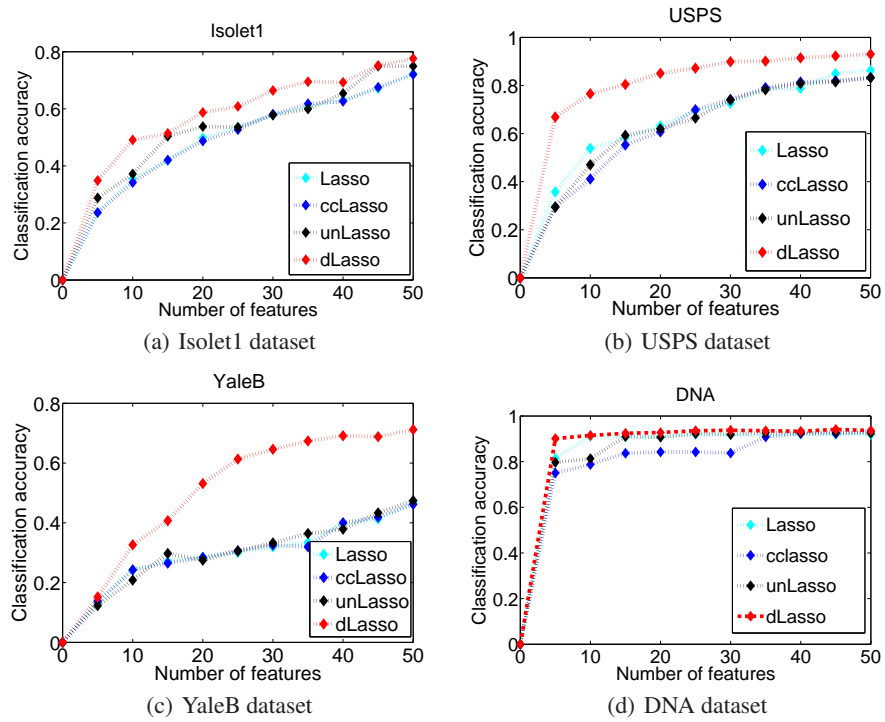 Isolet1
Classification accuracy
0.8
0.6
0.4
0.2
0
0 10 20 30 40 50
Number of features
Lasso
ccLasso
unLasso
dLasso
(a) Isolet1 dataset
USPS
Classification accuracy
1
0.8
0.6
0.4
0.2
0
0 10 20 30 40 50
Number of features
Lasso
ccLasso
unLasso
dLasso
(b) USPS dataset
YaleB
Classification accuracy
0.8
0.6
0.4
0.2
0
0 10 20 30 40 50
Number of features
Lasso
ccLasso
unLasso
dLasso
(c) YaleB dataset
DNA
Classification accuracy
1
0.8
0.6
0.4
0.2
0
0 10 20 30 40 50
Number of features
Lasso
cclasso
unLasso
dLasso
(d) DNA dataset